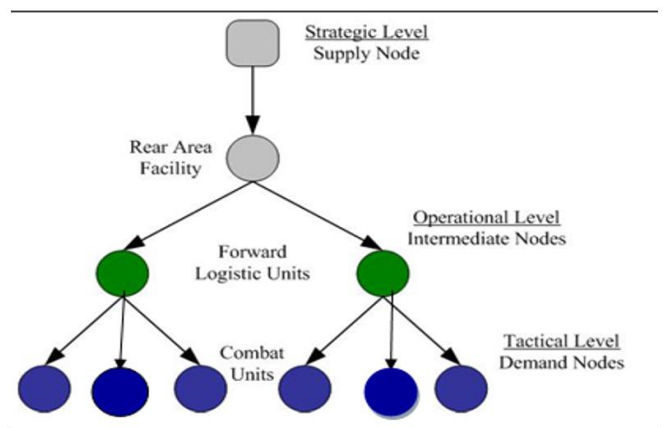 Strategic Level
Supply Node
Rear Area
Facility
Operational Level
Intermediate Nodes
Forward
Logistic Units
Tactical Level
Demand Nodes
Combat
Units